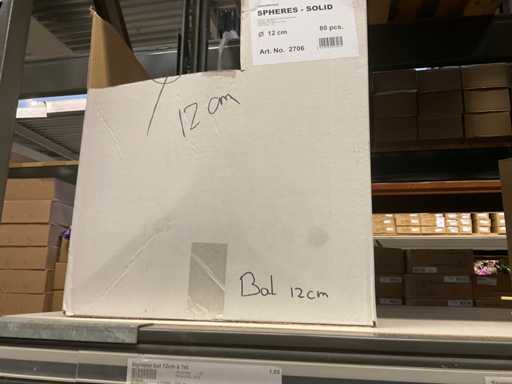 SPHERES - SOLID
Ø 12 cm 80 pcs.
Art. No. 2706
12 cm
Bal 12cm